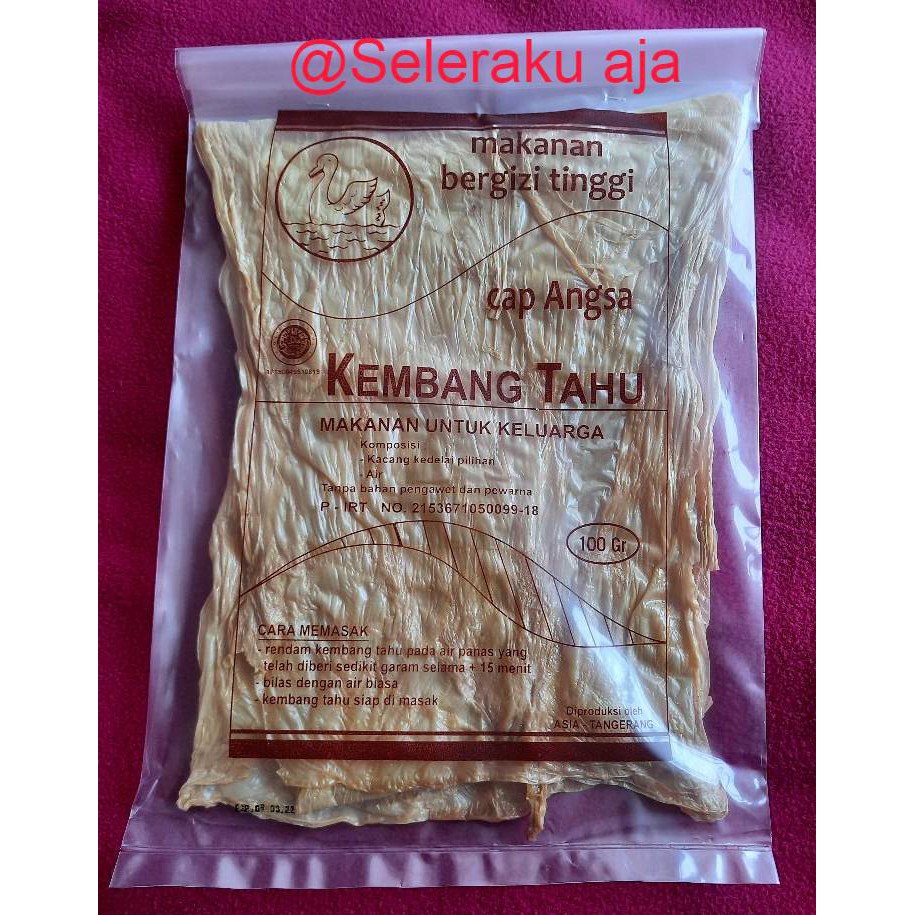 @Seleraku aja
makanan
bergizi tinggi
cap Angsa
KEMBANG TAHU
MAKANAN UNTUK KELUARGA
Komposisi :
- Kacang kedelai pilihan
- Air
Tanpa bahan pengawet dan pewarna
P - IRT NO. 2153671050099-18
100 Gr
CARA MEMASAK
- rendam kembang tahu pada air panas yang
telah diberi sedikit garam selama + 15 menit
- bilas dengan air biasa
- kembang tahu siap di masak
Diproduksi oleh
ASIA - TANGERANG
03.22